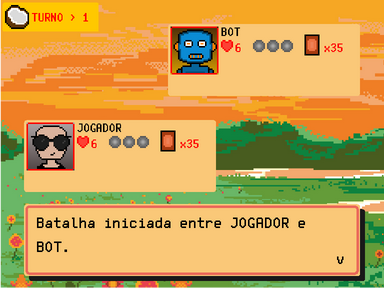 TURNO > 1
BOT
6 x35
JOGADOR
6 x35
Batalha iniciada entre JOGADOR e
BOT.
v